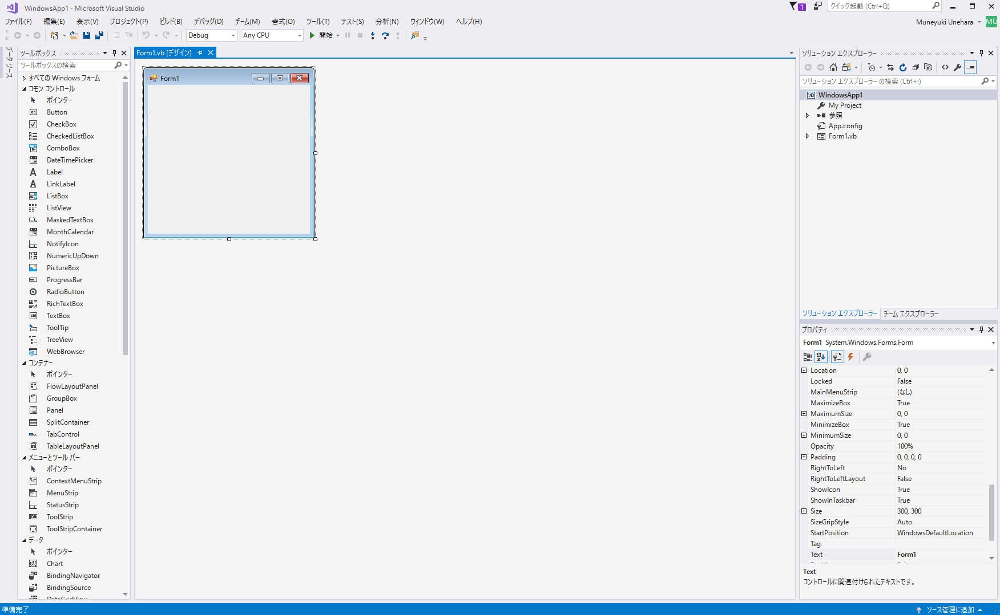 WindowsApp1 - Microsoft Visual Studio
1
クイック起動 (Ctrl+Q)
ファイル(F) 編集(E) 表示(V) プロジェクト(P) ビルド(B) デバッグ(D) チーム(M) 書式(O) ツール(T) テスト(S) 分析(N) ウィンドウ(W) ヘルプ(H)
Muneyuki Unehara MU
Debug Any CPU 開始
データ ソース
ツールボックス
ツールボックスの検索
すべての Windows フォーム
コモン コントロール
ポインター
Button
CheckBox
CheckedListBox
ComboBox
DateTimePicker
Label
LinkLabel
ListBox
ListView
MaskedTextBox
MonthCalendar
NotifyIcon
NumericUpDown
PictureBox
ProgressBar
RadioButton
RichTextBox
TextBox
ToolTip
TreeView
WebBrowser
コンテナー
ポインター
FlowLayoutPanel
GroupBox
Panel
SplitContainer
TabControl
TableLayoutPanel
メニューとツール バー
ポインター
ContextMenuStrip
MenuStrip
StatusStrip
ToolStrip
ToolStripContainer
データ
ポインター
Chart
BindingNavigator
BindingSource
DataGridView
Form1.vb [デザイン]
Form1
ソリューション エクスプローラー
ソリューション エクスプローラー の検索 (Ctrl+:)
VB WindowsApp1
My Project
参照
App.config
Form1.vb
ソリューション エクスプローラー チーム エクスプローラー
プロパティ
Form1 System.Windows.Forms.Form
Location 0, 0
Locked False
MainMenuStrip (なし)
MaximizeBox True
MaximumSize 0, 0
MinimizeBox True
MinimumSize 0, 0
Opacity 100%
Padding 0, 0, 0, 0
RightToLeft No
RightToLeftLayout False
ShowIcon True
ShowInTaskbar True
Size 300, 300
SizeGripStyle Auto
StartPosition WindowsDefaultLocation
Tag
Text Form1
Text
コントロールに関連付けられたテキストです。
準備完了
ソース管理に追加